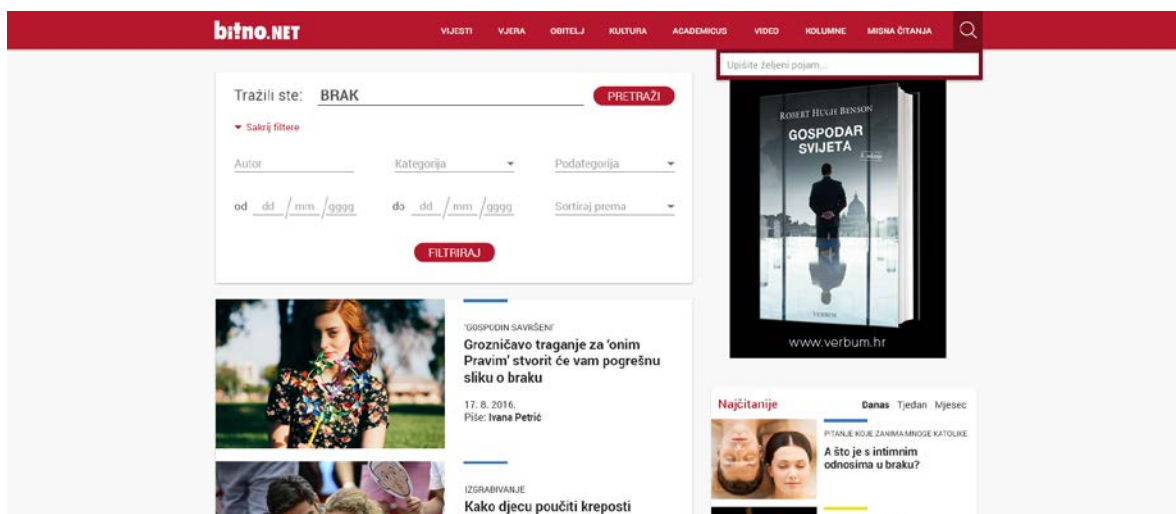 bitno.NET
VIJESTI VJERA OBITELJ KULTURA ACADEMICUS VIDEO KOLUMNE MISNA ČITANJA
Upišite željeni pojam...
Tražili ste: BRAK PRETRAŽI
Sakrij filtere
Autor Kategorija Podategorija
od dd / mm / gggg do dd / mm / gggg Sortiraj prema
FILTRIRAJ
ROBERT HUGH BENSON
GOSPODAR
SVIJETA
VERBUM
www.verbum.hr
'GOSPODIN SAVRŠENI'
Grozničavo traganje za 'onim
Pravim' stvorit će vam pogrešnu
sliku o braku
17. 8. 2016.
Piše: Ivana Petrić
IZGRAĐIVANJE
Kako djecu poučiti kreposti
Najčitanije Danas Tjedan Mjesec
PITANJE KOJE ZANIMA MNOGE KATOLIKE
A što je s intimnim
odnosima u braku?